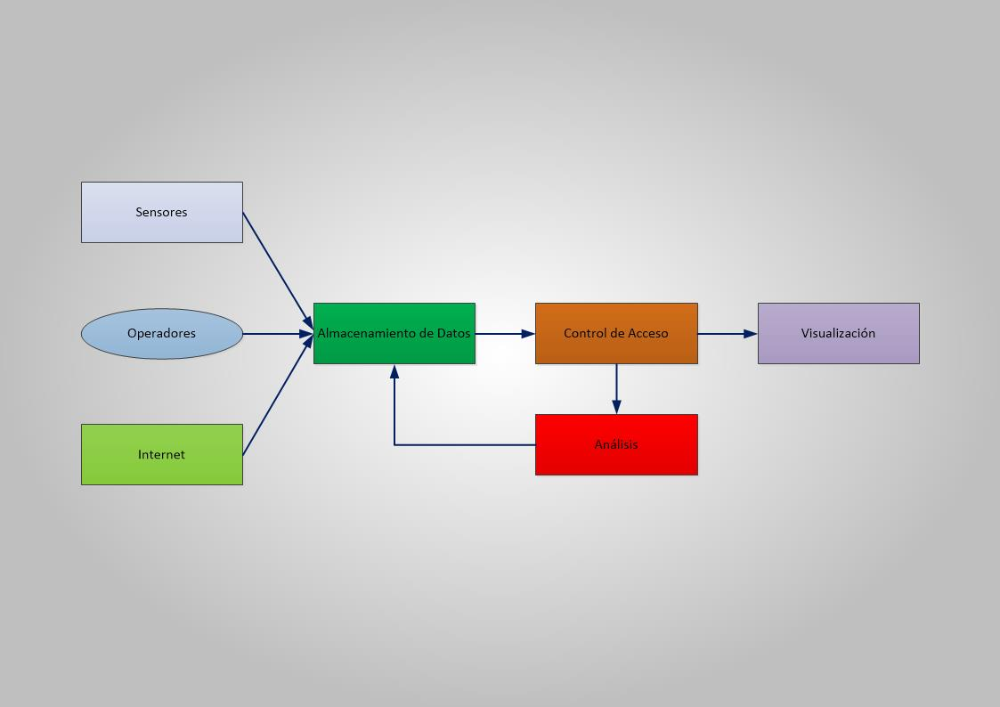 Sensores
Operadores
Internet
Almacenamiento de Datos
Control de Acceso
Visualización
Análisis